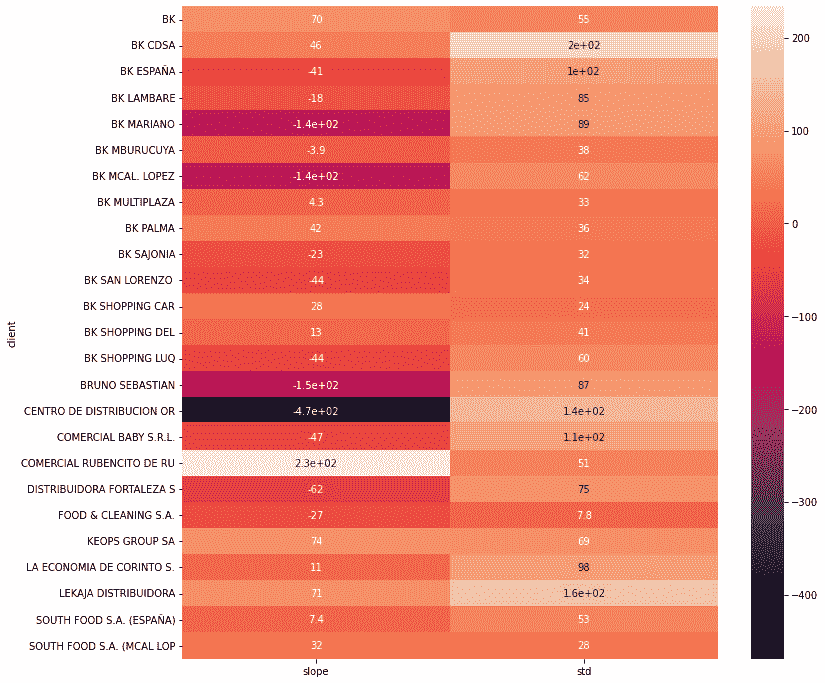 BK 70 55
BK CDSA 46 2e+02
BK ESPAÑA -41 1e+02
BK LAMBARE -18 85
BK MARIANO -1.4e+02 89
BK MBURUCUYA -3.9 38
BK MCAL. LOPEZ -1.4e+02 62
BK MULTIPLAZA 4.3 33
BK PALMA 42 36
BK SAJONIA -23 32
BK SAN LORENZO -44 34
BK SHOPPING CAR 28 24
BK SHOPPING DEL 13 41
BK SHOPPING LUQ -44 60
BRUNO SEBASTIAN -1.5e+02 87
CENTRO DE DISTRIBUCION OR -4.7e+02 1.4e+02
COMERCIAL BABY S.R.L. -47 1.1e+02
COMERCIAL RUBENCITO DE RU 2.3e+02 51
DISTRIBUIDORA FORTALEZA S -62 75
FOOD & CLEANING S.A. -27 7.8
KEOPS GROUP SA 74 69
LA ECONOMIA DE CORINTO S. 11 98
LEKAJA DISTRIBUIDORA 71 1.6e+02
SOUTH FOOD S.A. (ESPAÑA) 7.4 53
SOUTH FOOD S.A. (MCAL LOP 32 28
slope std
client
200
100
0
−100
−200
−300
−400